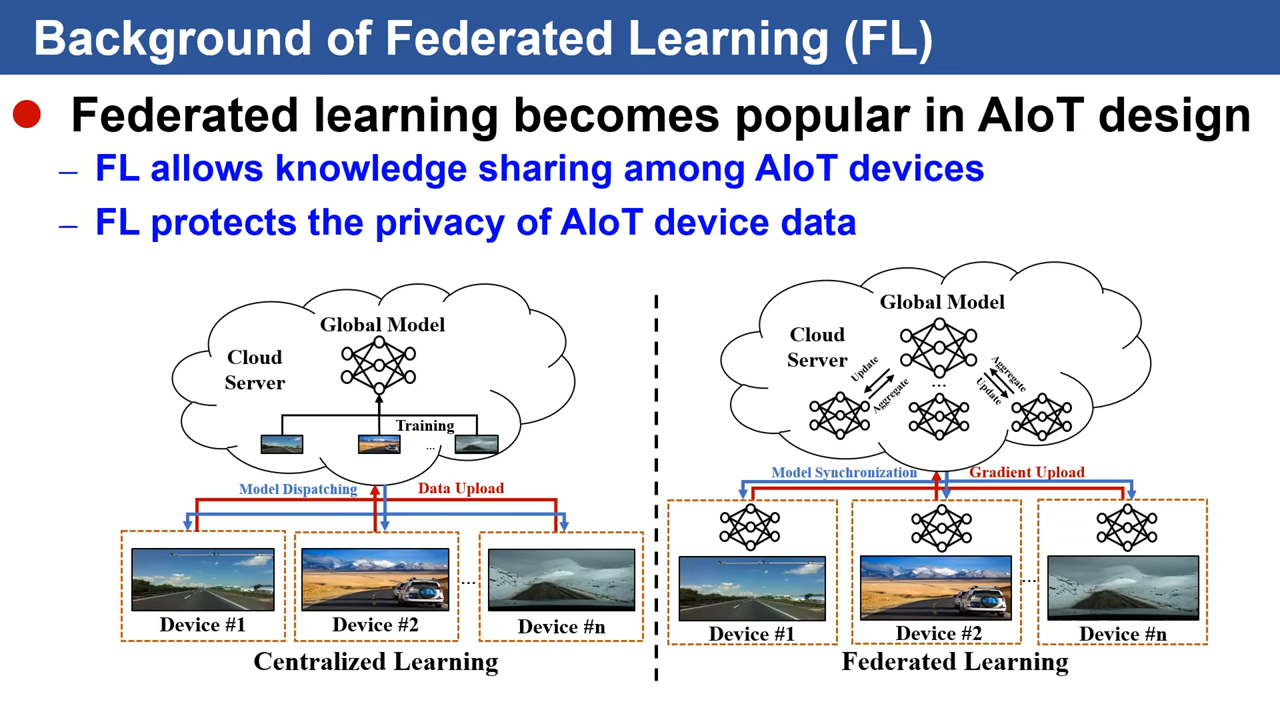 Background of Federated Learning (FL)
Federated learning becomes popular in AIoT design
– FL allows knowledge sharing among AIoT devices
– FL protects the privacy of AIoT device data
Global Model
Cloud
Server
Training
...
Model Dispatching
Data Upload
...
Device #1
Device #2
Device #n
Centralized Learning
Global Model
Cloud
Server
Update
Aggregate
...
Aggregate
Update
Model Synchronization
Gradient Upload
...
Device #1
Device #2
Device #n
Federated Learning